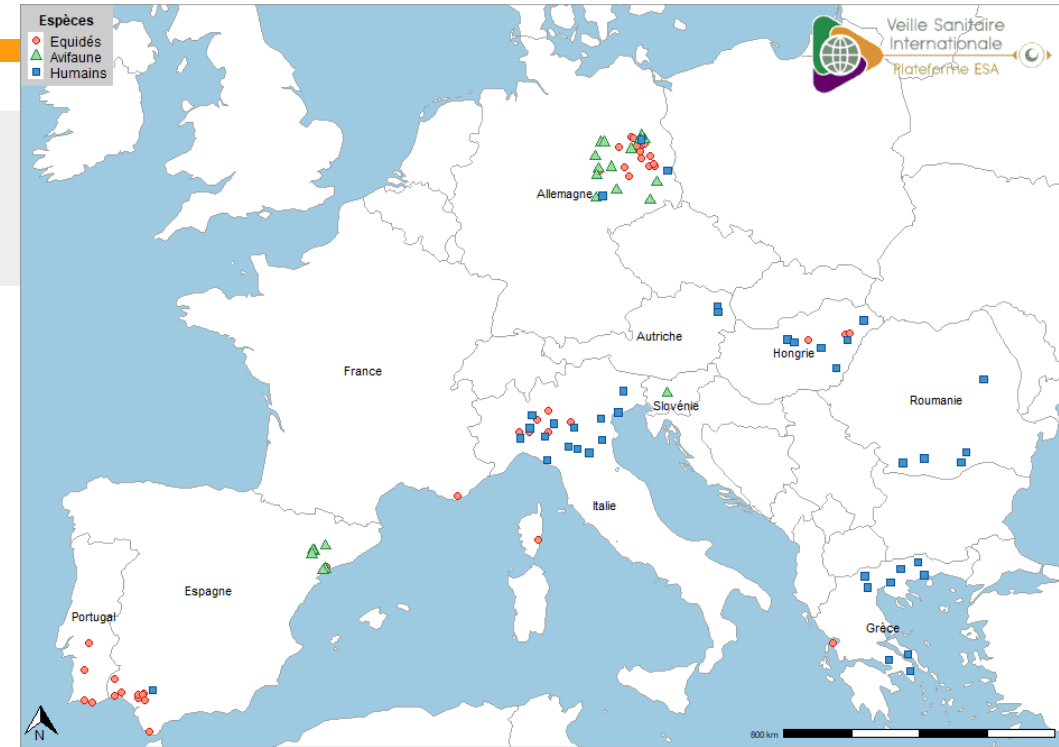 Espèces
Equidés
Avifaune
Humains
Veille Sanitaire
Internationale
Plateforme ESA
Allemagne
Autriche
Hongrie
France
Slovénie
Roumanie
Italie
Espagne
Portugal
Grèce
N
800 km